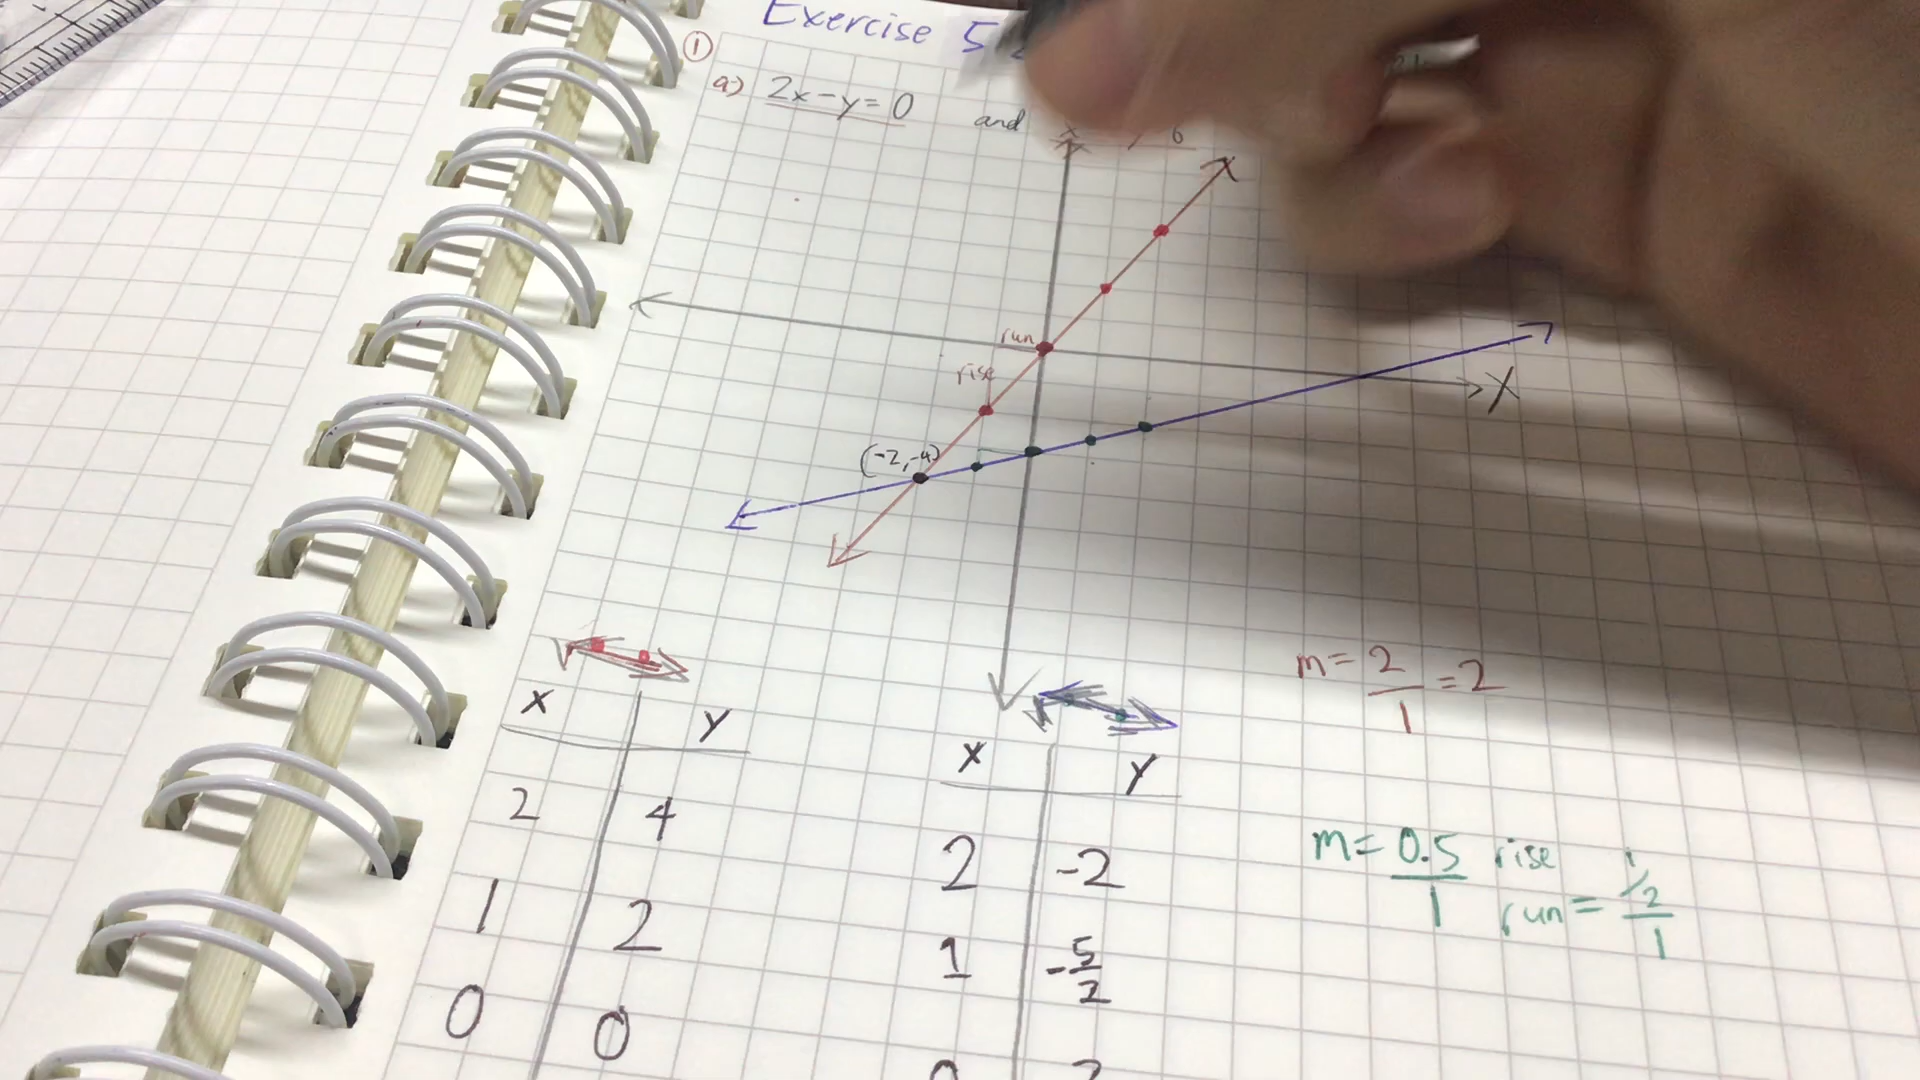 Exercise 5
①
a) 2x-y=0 and
6
run
rise
(-2,-4)
X
m= 2/1 =2
x y
2 4
1 2
0 0
x y
2 -2
1 -5/2
m= 0.5/1 rise/run = 1/2/1